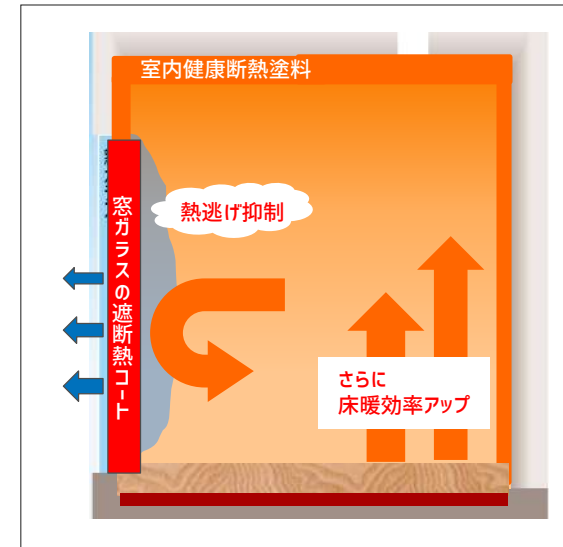 室内健康断熱塗料
窓ガラスの遮断熱コート
熱逃げ抑制
さらに
床暖効率アップ